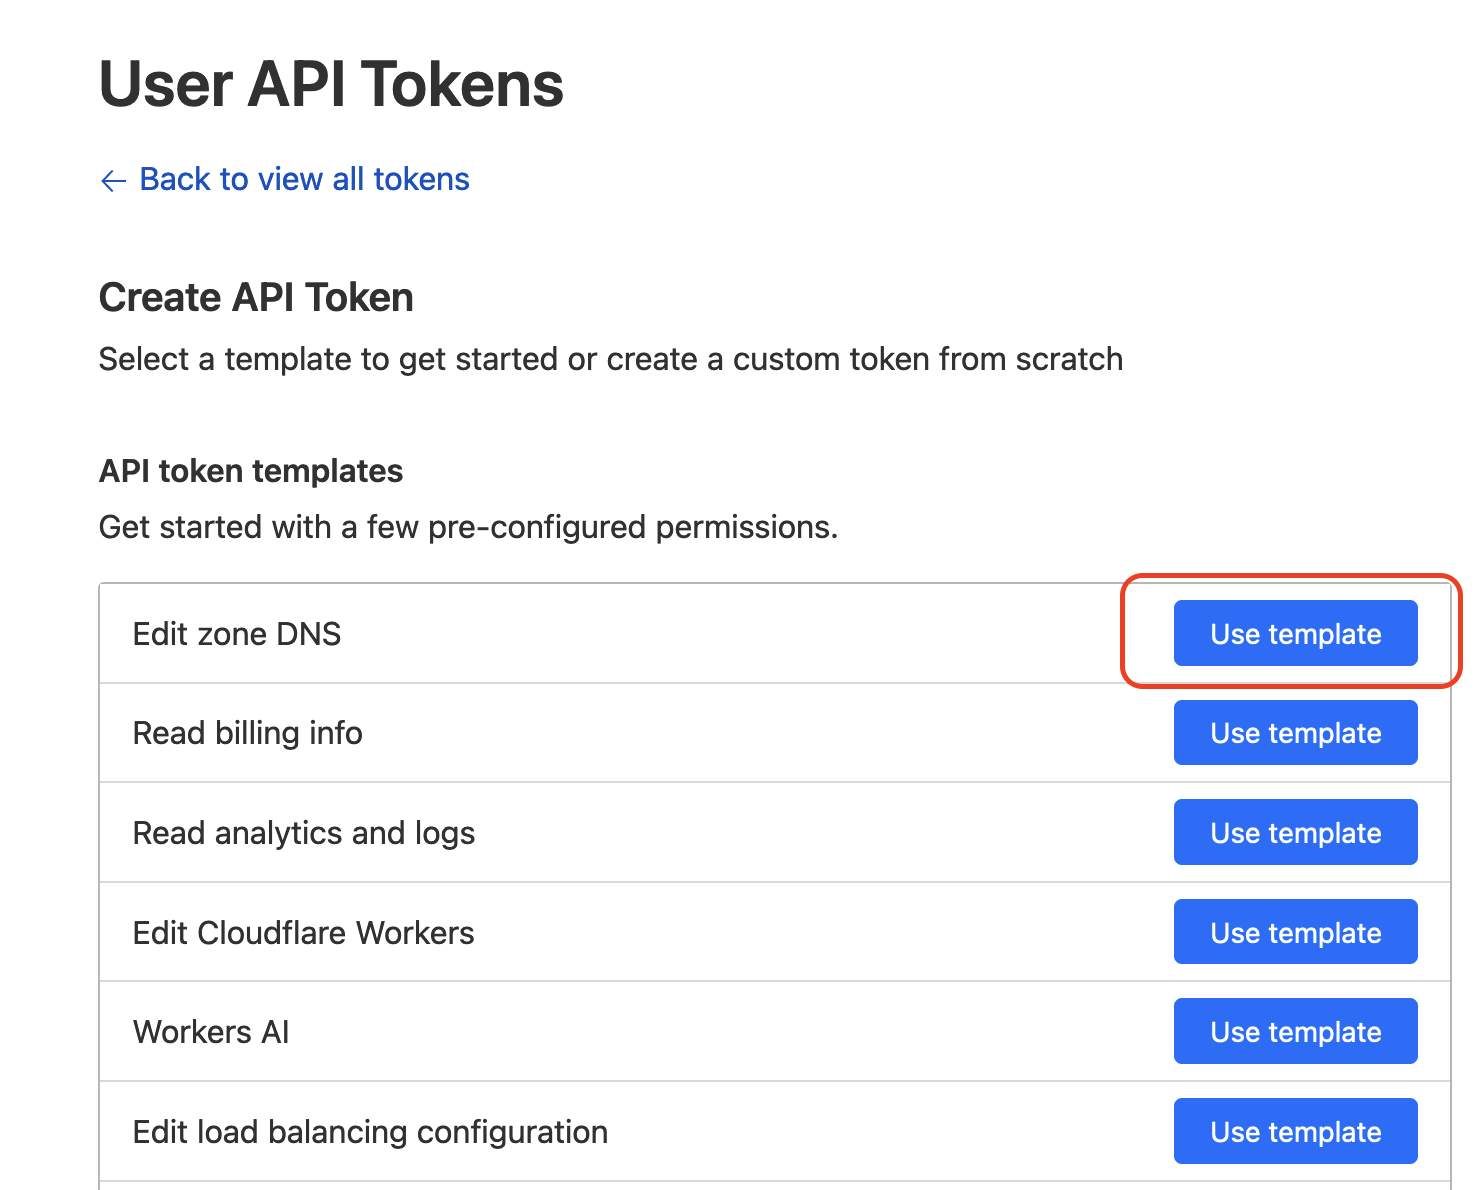 User API Tokens
← Back to view all tokens
Create API Token
Select a template to get started or create a custom token from scratch
API token templates
Get started with a few pre-configured permissions.
Edit zone DNS Use template
Read billing info Use template
Read analytics and logs Use template
Edit Cloudflare Workers Use template
Workers AI Use template
Edit load balancing configuration Use template